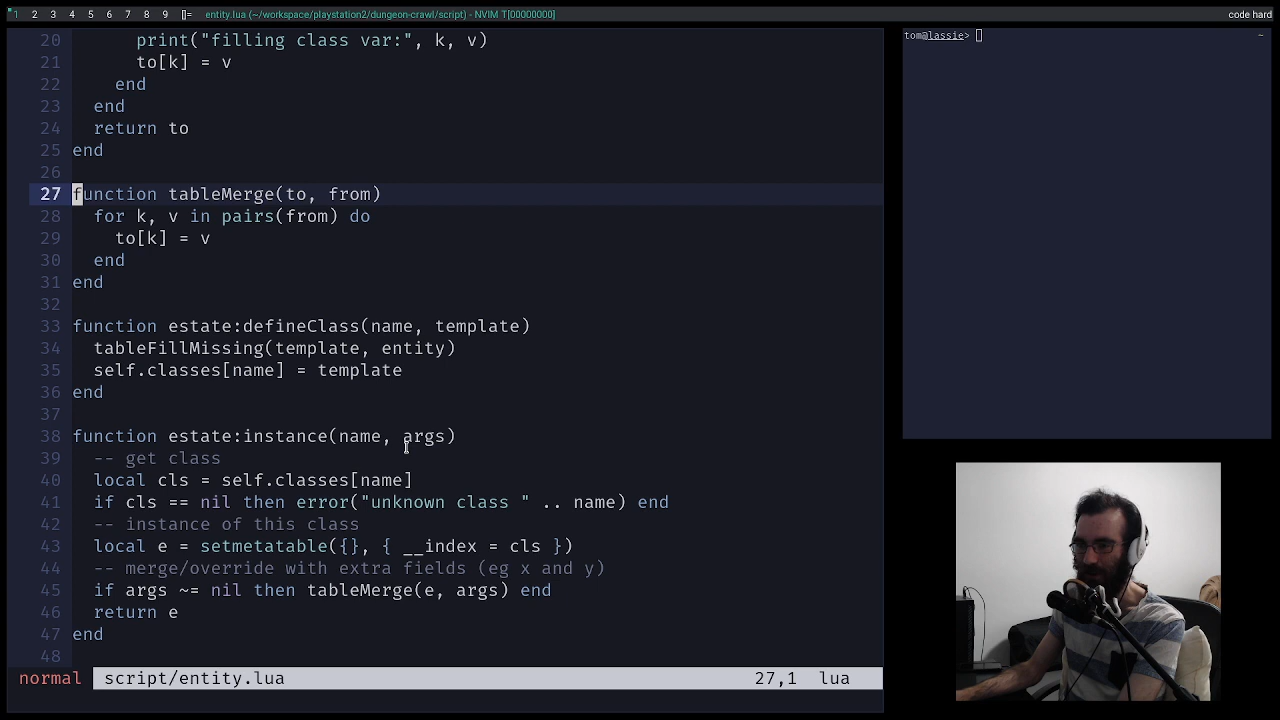 1 2 3 4 5 6 7 8 9 []= entity.lua (~/workspace/playstation2/dungeon-crawl/script) - NVIM T[00000000] code hard
20 print("filling class var:", k, v)
21 to[k] = v
22 end
23 end
24 return to
25 end
26
27 function tableMerge(to, from)
28 for k, v in pairs(from) do
29 to[k] = v
30 end
31 end
32
33 function estate:defineClass(name, template)
34 tableFillMissing(template, entity)
35 self.classes[name] = template
36 end
37
38 function estate:instance(name, args)
39 -- get class
40 local cls = self.classes[name]
41 if cls == nil then error("unknown class " .. name) end
42 -- instance of this class
43 local e = setmetatable({}, { __index = cls })
44 -- merge/override with extra fields (eg x and y)
45 if args ~= nil then tableMerge(e, args) end
46 return e
47 end
48
normal script/entity.lua 27,1 lua
tom@lassie> ~